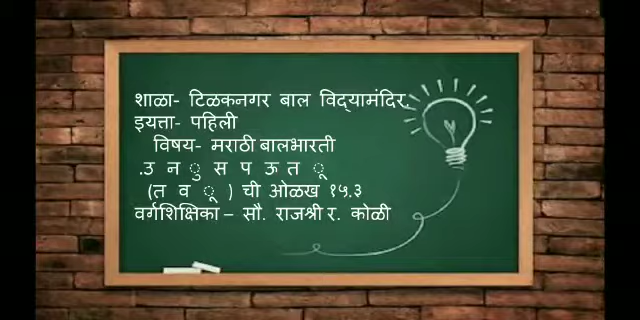 शाळा- टिळकनगर बाल विद्यामंदिर.
इयत्ता- पहिली
विषय- मराठी बालभारती
.उ न ु स प ऊ त ू
(त व ू ) ची ओळख १५.३
वर्गशिक्षिका – सौ. राजश्री र. कोळी